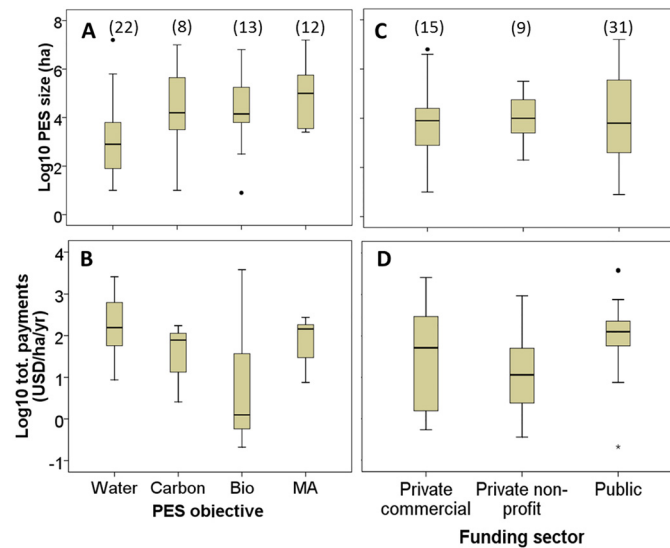 A (22) (8) (13) (12)
C (15) (9) (31)
Log10 PES size (ha)
8
6
4
2
0
B
D
Log10 tot. payments
(USD/ha/yr)
4
3
2
1
0
-1
Water Carbon Bio MA
PES objective
Private commercial
Private non-profit
Public
Funding sector